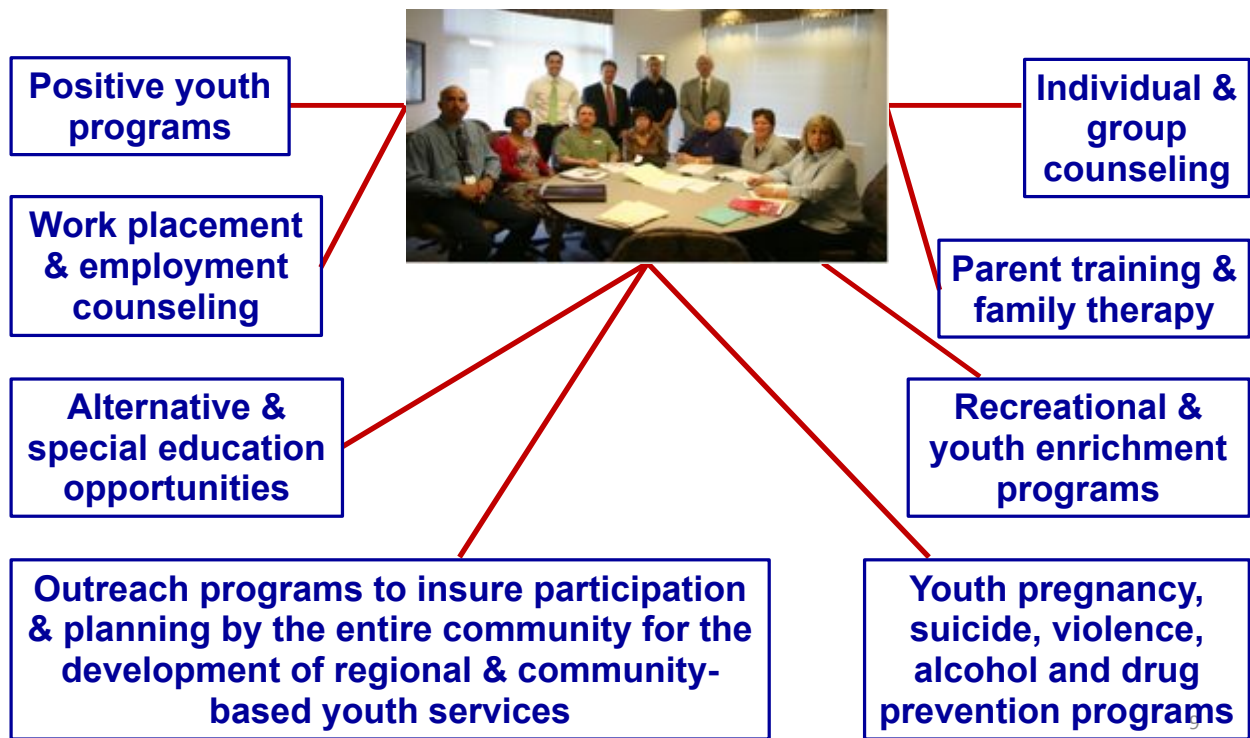 Positive youth
programs
Work placement
& employment
counseling
Alternative &
special education
opportunities
Outreach programs to insure participation
& planning by the entire community for the
development of regional & community-
based youth services
Individual &
group
counseling
Parent training &
family therapy
Recreational &
youth enrichment
programs
Youth pregnancy,
suicide, violence,
alcohol and drug
prevention programs
9